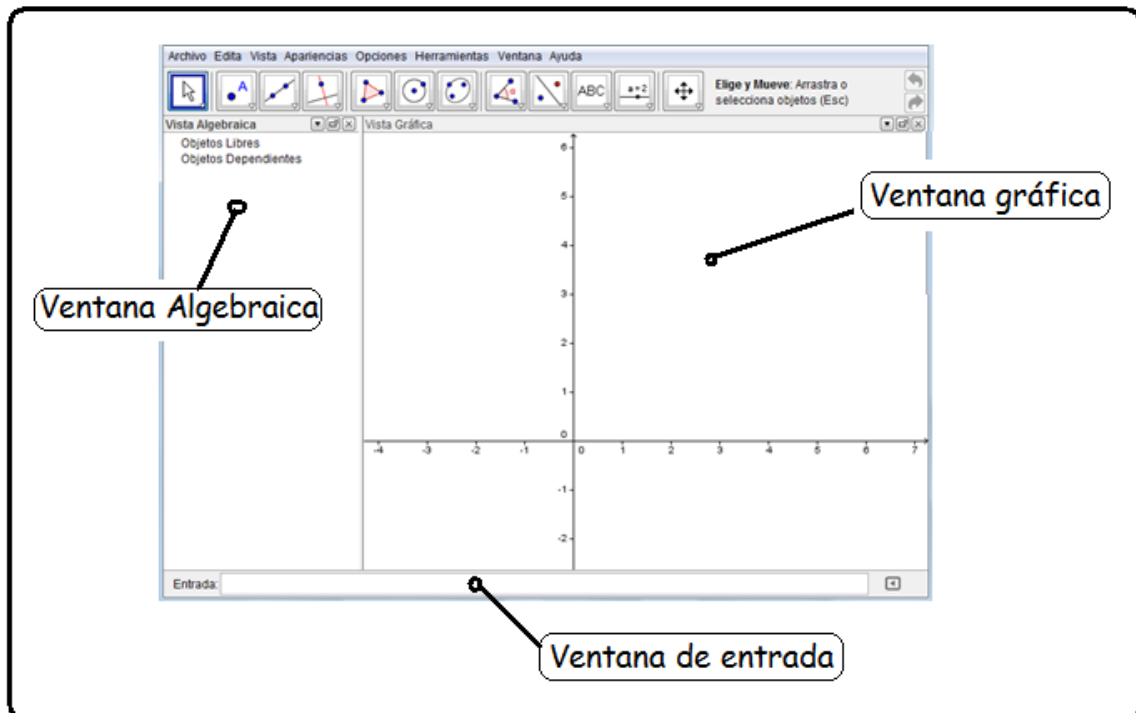 Archivo Edita Vista Apariencias Opciones Herramientas Ventana Ayuda
A
ABC
a=2
Elige y Mueve: Arrastra o
selecciona objetos (Esc)
Vista Algebraica
Vista Gráfica
Objetos Libres
Objetos Dependientes
Ventana gráfica
Ventana Algebraica
6
5
4
3
2
1
0
-4 -3 -2 -1 0 1 2 3 4 5 6 7
-1
-2
Entrada:
Ventana de entrada